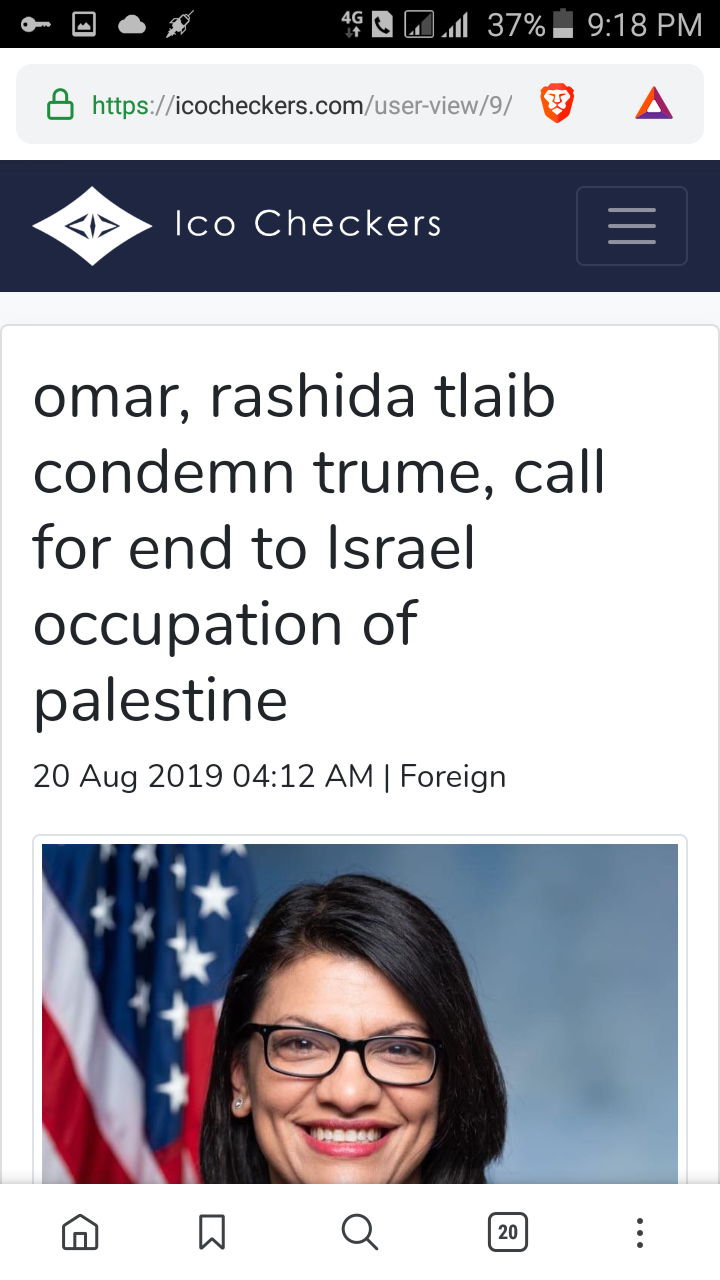 4G 37% 9:18 PM
https://icocheckers.com/user-view/9/
Ico Checkers
omar, rashida tlaib
condemn trume, call
for end to Israel
occupation of
palestine
20 Aug 2019 04:12 AM | Foreign
20